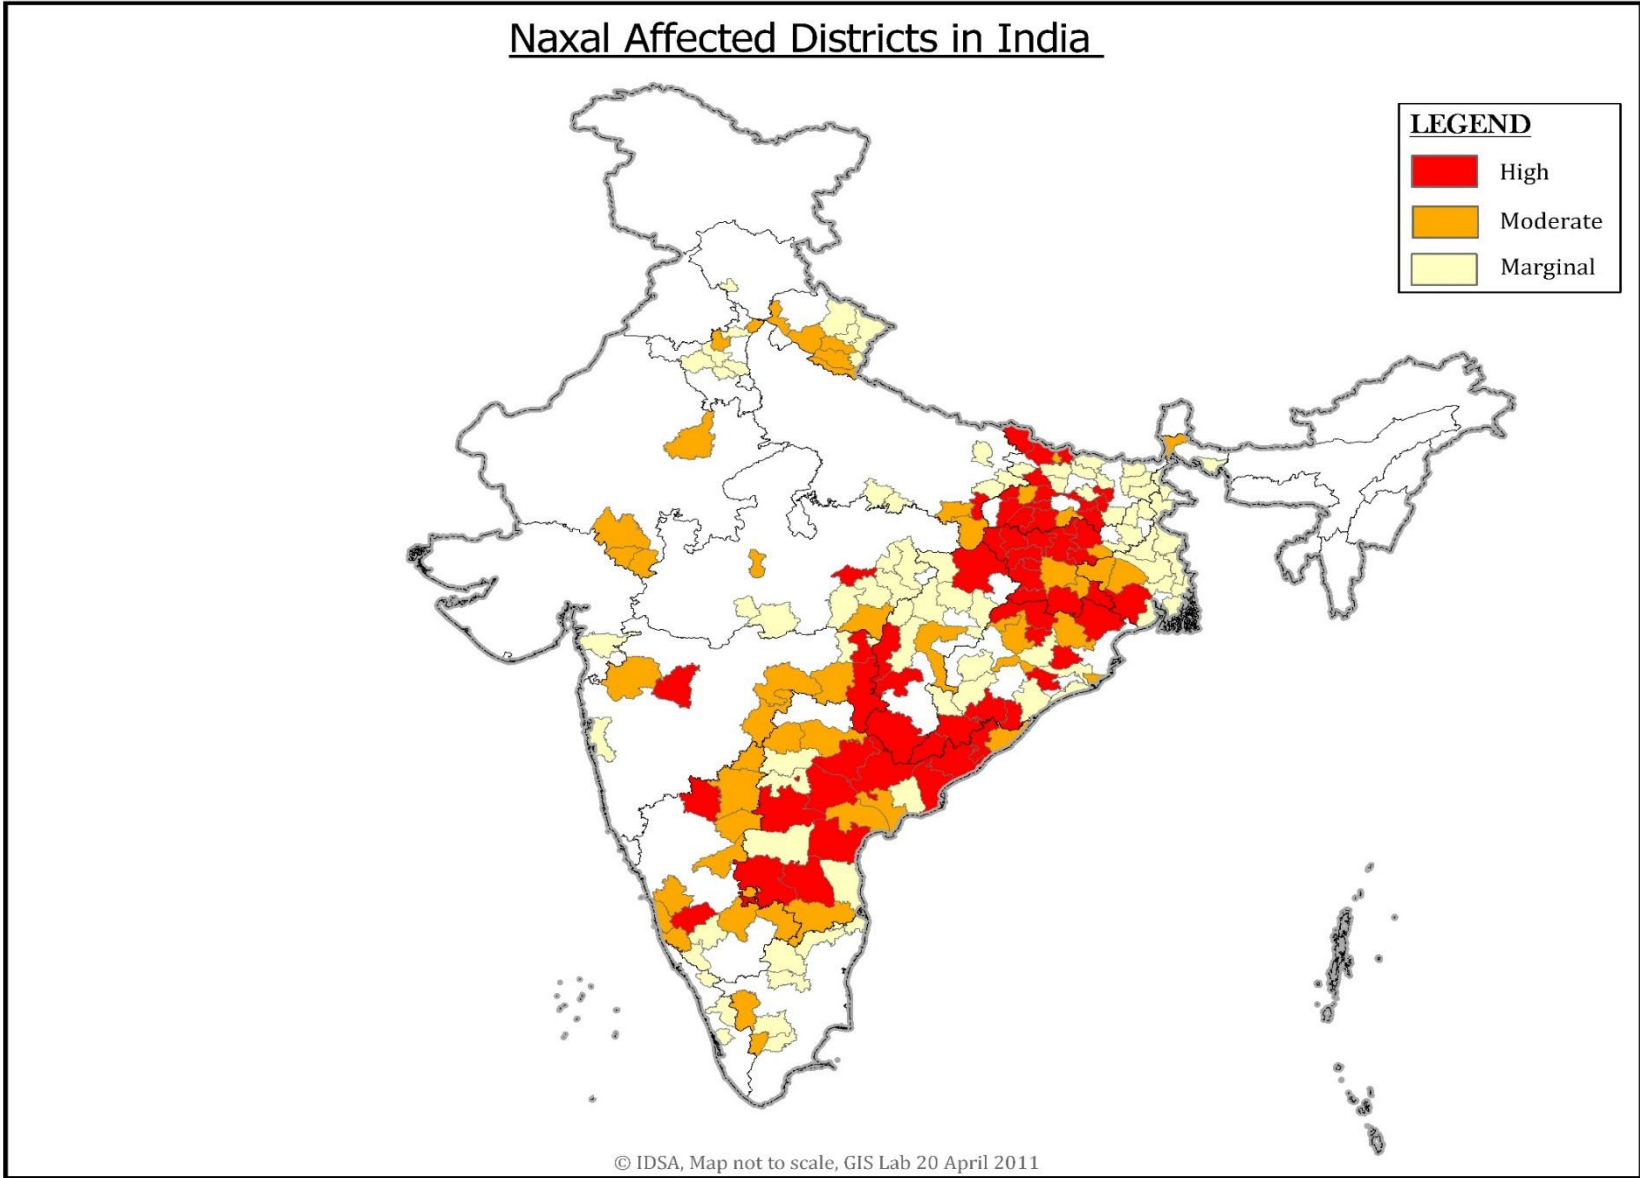 Naxal Affected Districts in India
LEGEND
High
Moderate
Marginal
© IDSA, Map not to scale, GIS Lab 20 April 2011